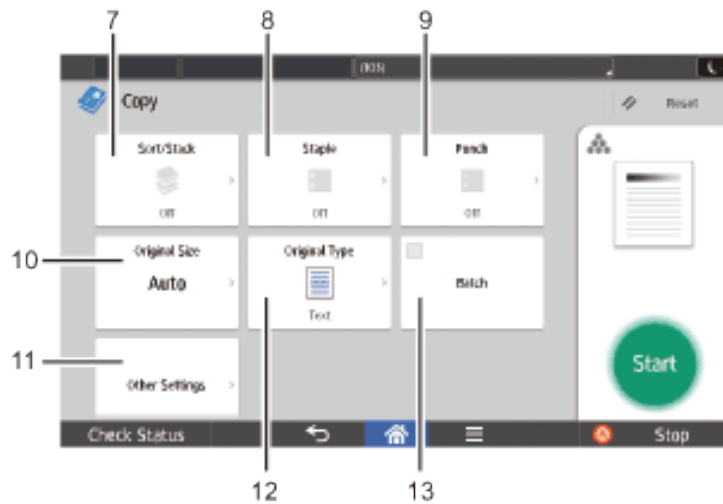 7 8 9
Copy
Reset
Sort/Stack Staple Punch
Off Off Off
10
Original Size Original Type
Auto
Batch
Text
11
Other Settings
Start
Check Status Stop
12 13